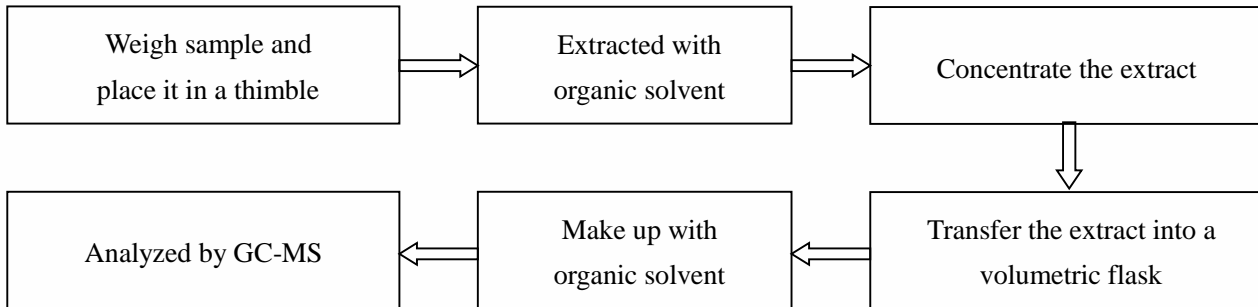 Weigh sample and
place it in a thimble
Extracted with
organic solvent
Concentrate the extract
Transfer the extract into a
volumetric flask
Make up with
organic solvent
Analyzed by GC-MS